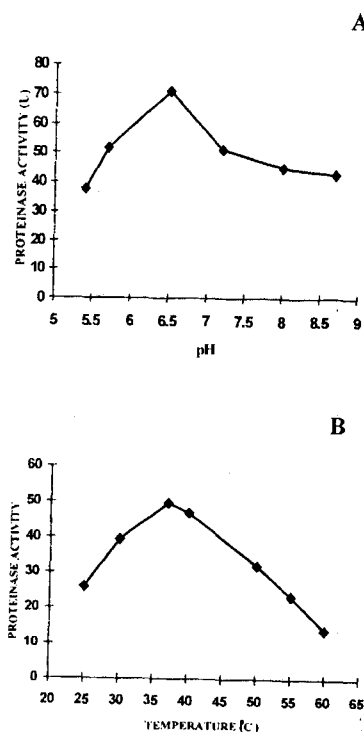 A
PROTEINASE ACTIVITY (U)
80
70
60
50
40
30
20
10
0
5 5.5 6 6.5 7 7.5 8 8.5 9
pH
B
PROTEINASE ACTIVITY
60
50
40
30
20
10
0
20 25 30 35 40 45 50 55 60 65
TEMPERATURE (°C)